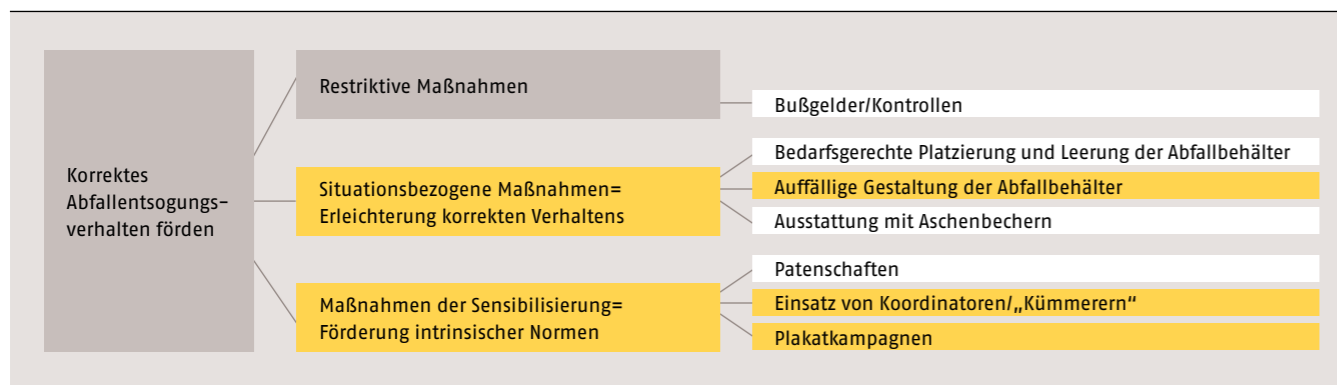 Korrektes
Abfallentsogungs-
verhalten förden
Restriktive Maßnahmen
Bußgelder/Kontrollen
Situationsbezogene Maßnahmen=
Erleichterung korrekten Verhaltens
Bedarfsgerechte Platzierung und Leerung der Abfallbehälter
Auffällige Gestaltung der Abfallbehälter
Ausstattung mit Aschenbechern
Maßnahmen der Sensibilisierung=
Förderung intrinsischer Normen
Patenschaften
Einsatz von Koordinatoren/„Kümmerern“
Plakatkampagnen